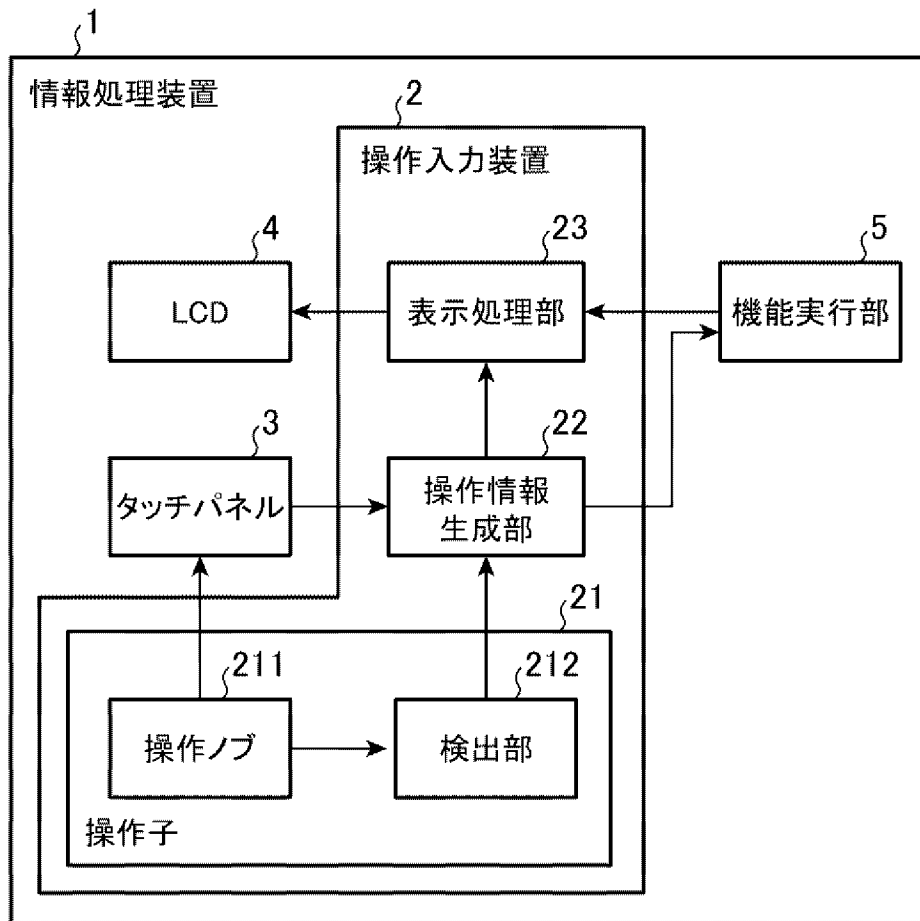 1
情報処理装置
2
操作入力装置
4
LCD
23
表示処理部
5
機能実行部
3
タッチパネル
22
操作情報
生成部
21
211
操作ノブ
212
検出部
操作子